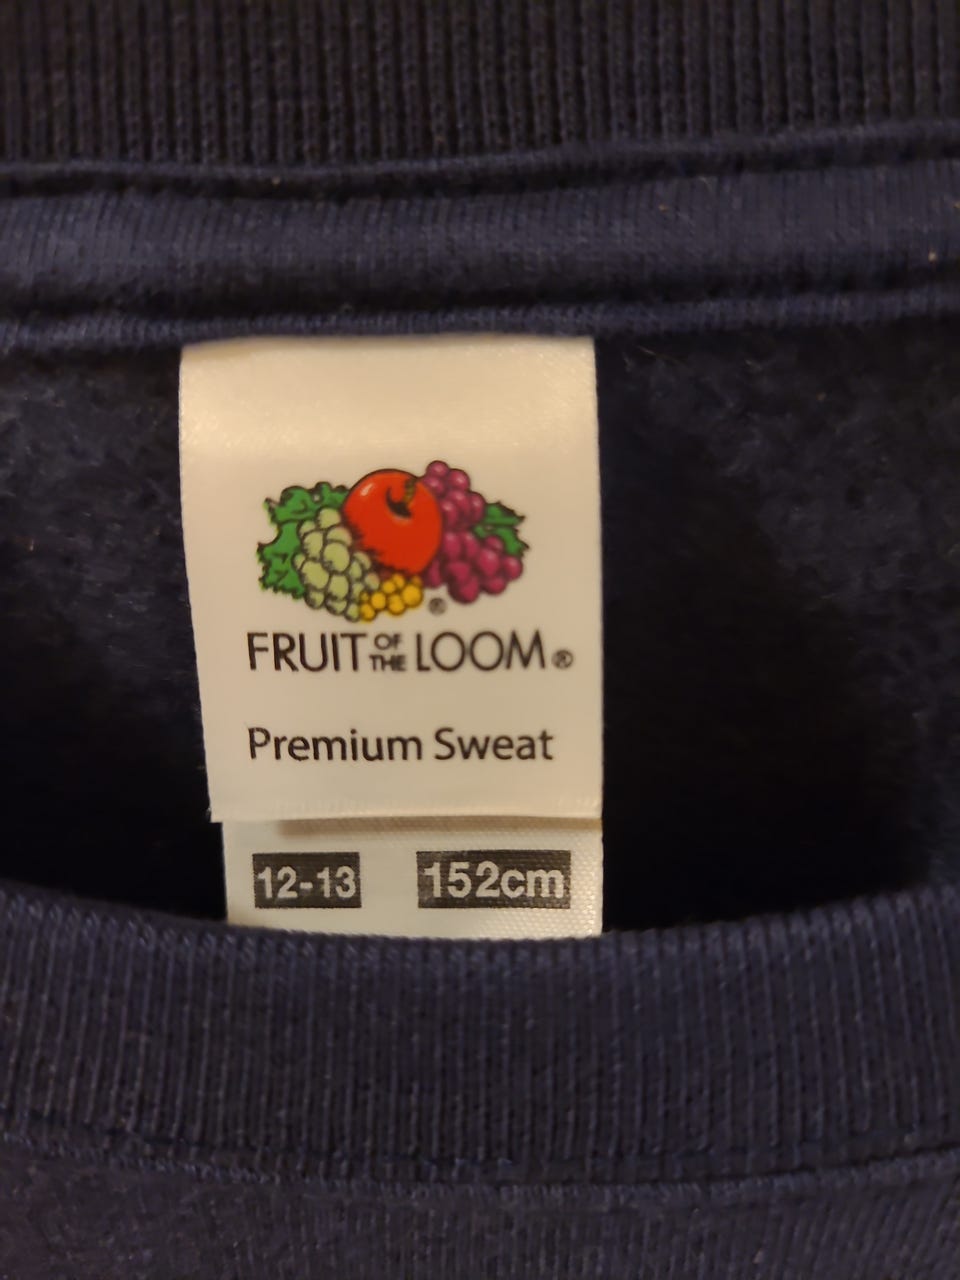 ®
FRUIT OF THE LOOM®
Premium Sweat
12-13 152cm